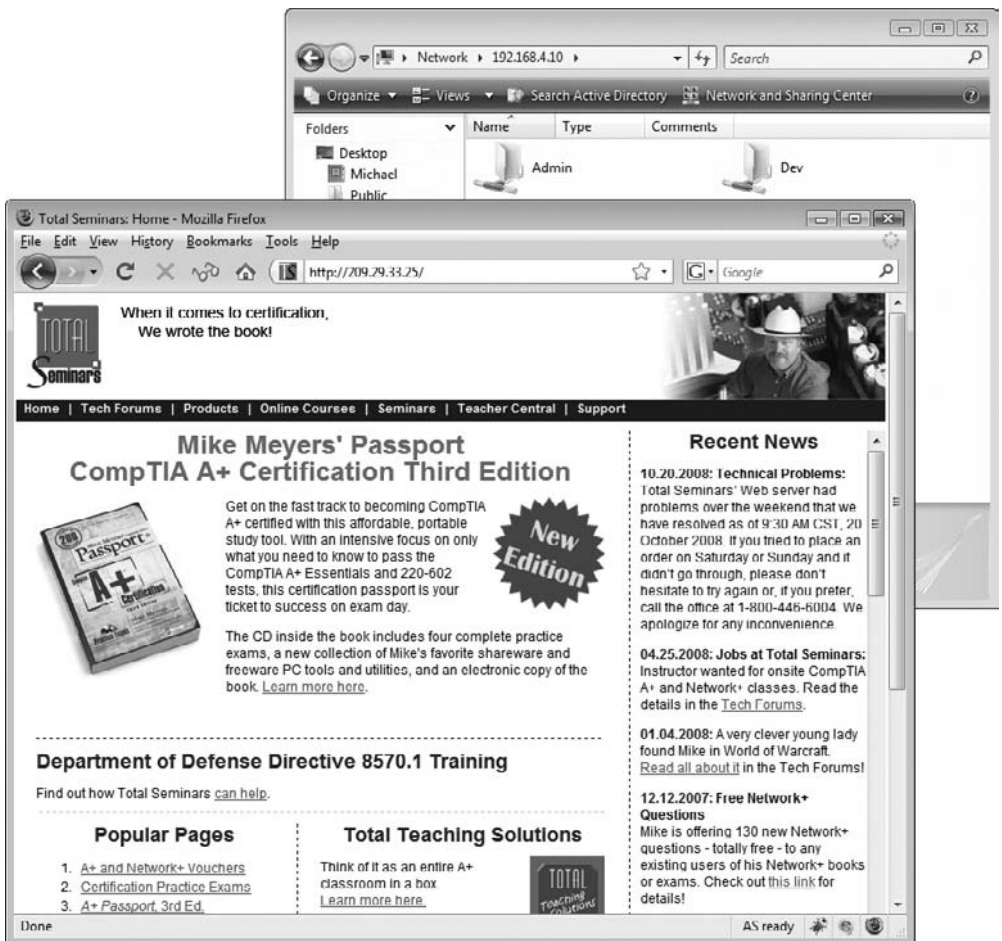 Network 192.168.4.10
Search
Organize Views Search Active Directory Network and Sharing Center
Folders
Name Type Comments
Desktop
Michael
Public
Admin
Dev
Total Seminars: Home - Mozilla Firefox
File Edit View History Bookmarks Tools Help
http://209.29.33.25/
Google
TOTAL
Seminars
When it comes to certification,
We wrote the book!
Home | Tech Forums | Products | Online Courses | Seminars | Teacher Central | Support
Mike Meyers' Passport
CompTIA A+ Certification Third Edition
Passport
A+
Certification
Get on the fast track to becoming CompTIA
A+ certified with this affordable, portable
study tool. With an intensive focus on only
what you need to know to pass the
CompTIA A+ Essentials and 220-602
tests, this certification passport is your
ticket to success on exam day.
New
Edition
The CD inside the book includes four complete practice
exams, a new collection of Mike's favorite shareware and
freeware PC tools and utilities, and an electronic copy of the
book. Learn more here.
Department of Defense Directive 8570.1 Training
Find out how Total Seminars can help.
Popular Pages
1. A+ and Network+ Vouchers
2. Certification Practice Exams
3. A+ Passport, 3rd Ed.
Total Teaching Solutions
Think of it as an entire A+
classroom in a box
Learn more here.
TOTAL
Teaching
Solutions
Recent News
10.20.2008: Technical Problems:
Total Seminars' Web server had
problems over the weekend that we
have resolved as of 9:30 AM CST, 20
October 2008. If you tried to place an
order on Saturday or Sunday and it
didn't go through, please don't
hesitate to try again or, if you prefer,
call the office at 1-800-446-6004. We
apologize for any inconvenience.
04.25.2008: Jobs at Total Seminars:
Instructor wanted for onsite CompTIA
A+ and Network+ classes. Read the
details in the Tech Forums.
01.04.2008: A very clever young lady
found Mike in World of Warcraft.
Read all about it in the Tech Forums!
12.12.2007: Free Network+
Questions
Mike is offering 130 new Network+
questions - totally free - to any
existing users of his Network+ books
or exams. Check out this link for
details!
Done
AS ready